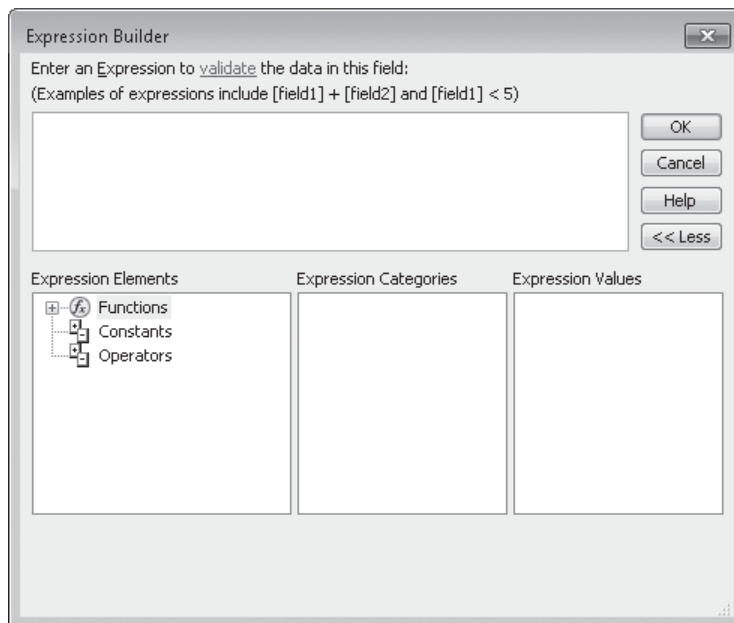 Expression Builder
Enter an Expression to validate the data in this field:
(Examples of expressions include [field1] + [field2] and [field1] < 5)
OK
Cancel
Help
<< Less
Expression Elements
Expression Categories
Expression Values
Functions
Constants
Operators